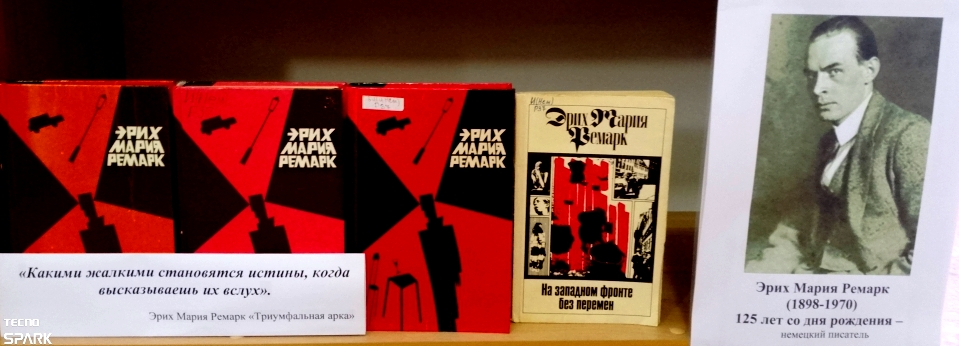 ЭРИХ
МАРИЯ
РЕМАРК
ЭРИХ
МАРИЯ
РЕМАРК
ЭРИХ
МАРИЯ
РЕМАРК
Эрих Мария
Ремарк
На западном фронте
без перемен
«Какими жалкими становятся истины, когда
высказываешь их вслух».
Эрих Мария Ремарк «Триумфальная арка»
Эрих Мария Ремарк
(1898-1970)
125 лет со дня рождения –
немецкий писатель
TECNO
SPARK